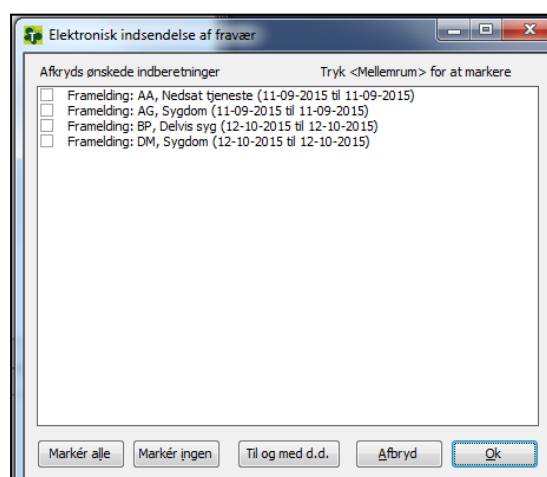 Elektronisk indsendelse af fravær
Afkryds ønskede indberetninger Tryk <Mellemrum> for at markere
Framelding: AA, Nedsat tjeneste (11-09-2015 til 11-09-2015)
Framelding: AG, Sygdom (11-09-2015 til 11-09-2015)
Framelding: BP, Delvis syg (12-10-2015 til 12-10-2015)
Framelding: DM, Sygdom (12-10-2015 til 12-10-2015)
Markér alle Markér ingen Til og med d.d. Afbryd Ok